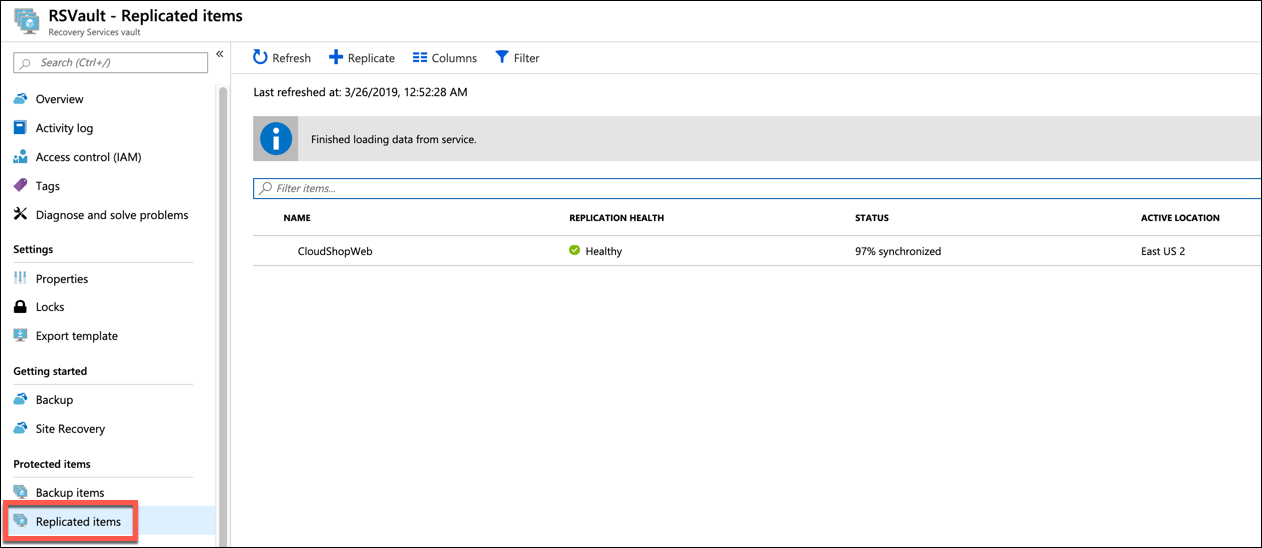 RSVault - Replicated items
Recovery Services vault
«
Search (Ctrl+/)
Overview
Activity log
Access control (IAM)
Tags
Diagnose and solve problems
Settings
Properties
Locks
Export template
Getting started
Backup
Site Recovery
Protected items
Backup items
Replicated items
Refresh Replicate Columns Filter
Last refreshed at: 3/26/2019, 12:52:28 AM
Finished loading data from service.
Filter items...
NAME REPLICATION HEALTH STATUS ACTIVE LOCATION
CloudShopWeb Healthy 97% synchronized East US 2